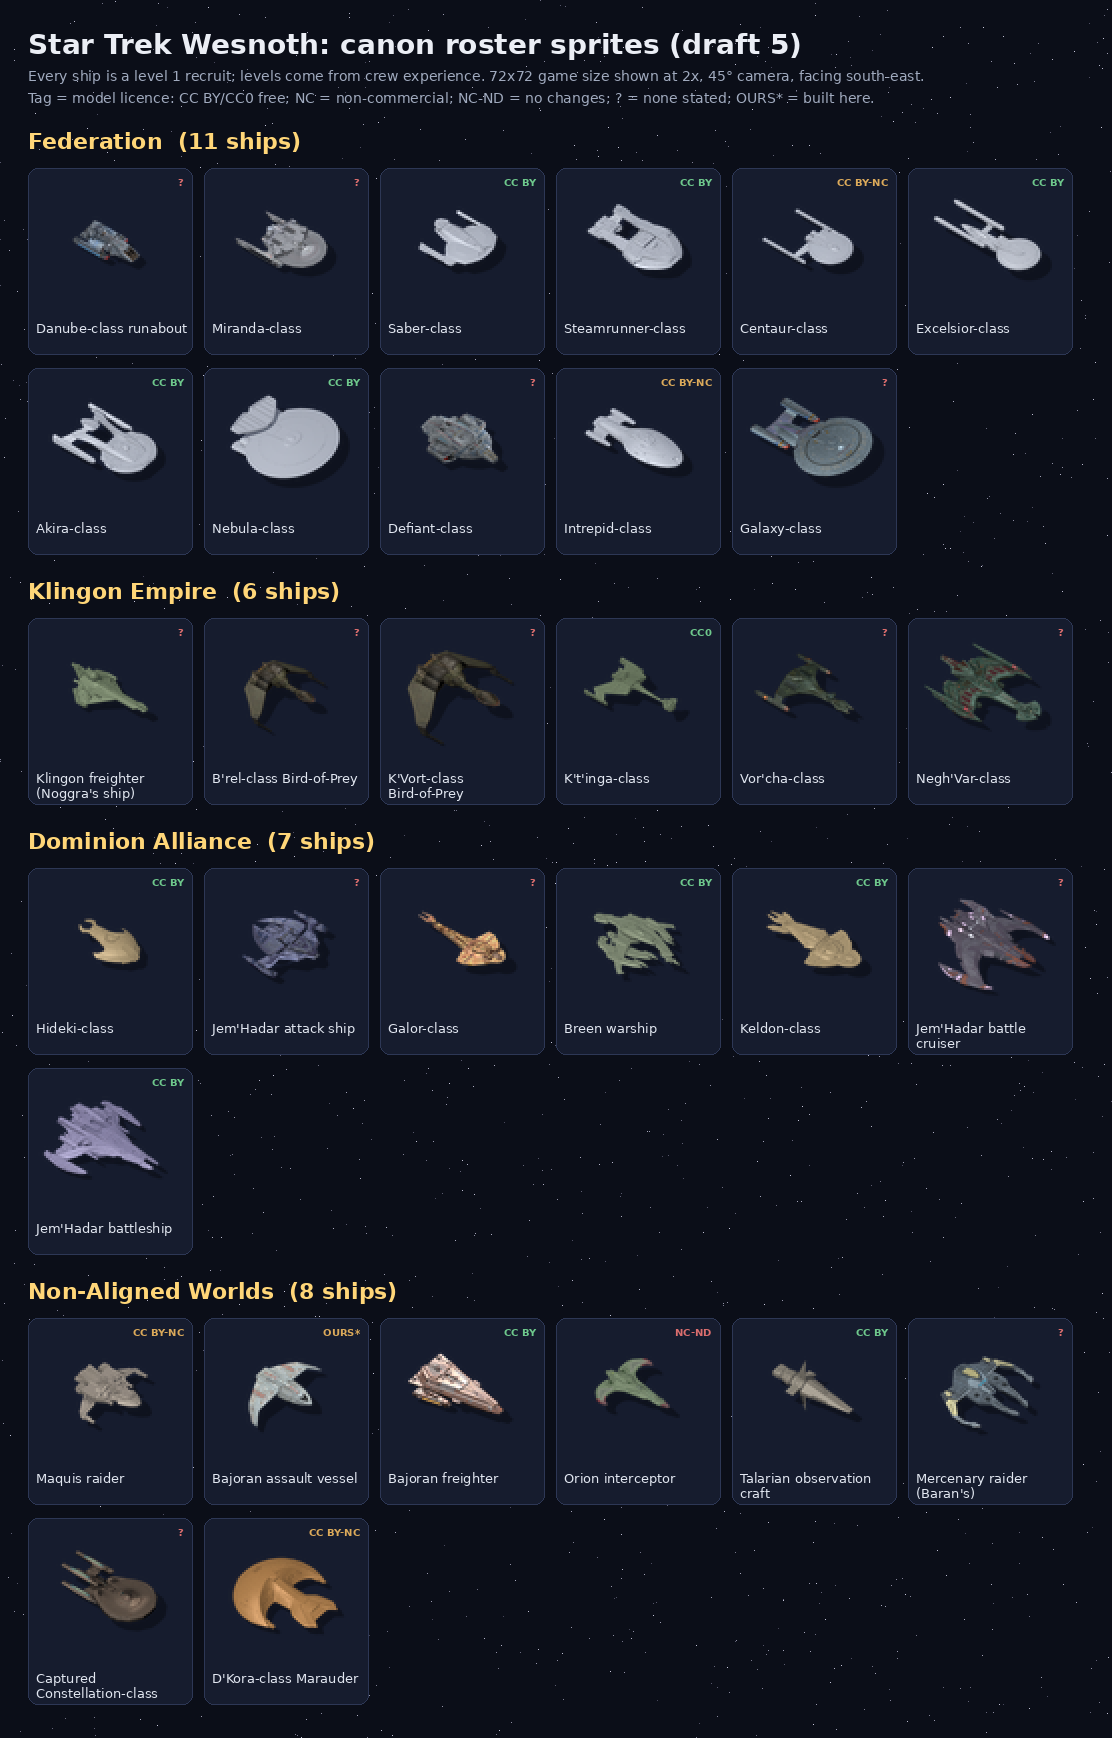 Star Trek Wesnoth: canon roster sprites (draft 5)
Every ship is a level 1 recruit; levels come from crew experience. 72x72 game size shown at 2x, 45° camera, facing south-east.
Tag = model licence: CC BY/CC0 free; NC = non-commercial; NC-ND = no changes; ? = none stated; OURS* = built here.
Federation (11 ships)
?
?
CC BY
CC BY
CC BY-NC
CC BY
Danube-class runabout
Miranda-class
Saber-class
Steamrunner-class
Centaur-class
Excelsior-class
CC BY
CC BY
?
CC BY-NC
?
Akira-class
Nebula-class
Defiant-class
Intrepid-class
Galaxy-class
Klingon Empire (6 ships)
?
?
?
CC0
?
?
Klingon freighter
(Noggra's ship)
B'rel-class Bird-of-Prey
K'Vort-class
Bird-of-Prey
K't'inga-class
Vor'cha-class
Negh'Var-class
Dominion Alliance (7 ships)
CC BY
?
?
CC BY
CC BY
?
Hideki-class
Jem'Hadar attack ship
Galor-class
Breen warship
Keldon-class
Jem'Hadar battle
cruiser
CC BY
Jem'Hadar battleship
Non-Aligned Worlds (8 ships)
CC BY-NC
OURS*
CC BY
NC-ND
CC BY
?
Maquis raider
Bajoran assault vessel
Bajoran freighter
Orion interceptor
Talarian observation
craft
Mercenary raider
(Baran's)
?
CC BY-NC
Captured
Constellation-class
D'Kora-class Marauder